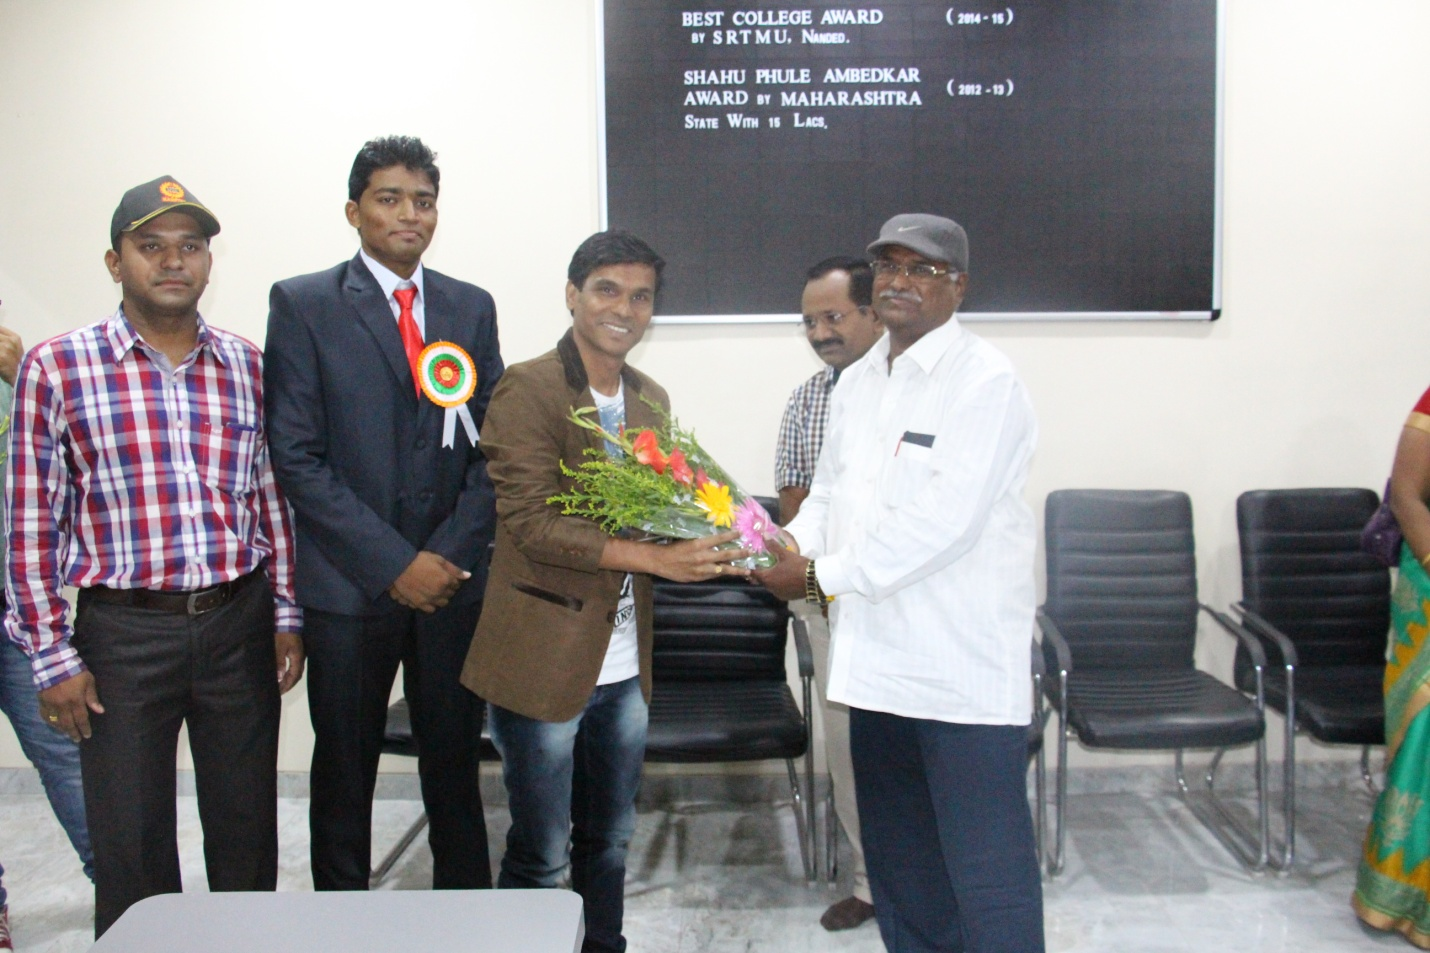 BEST COLLEGE AWARD (2014-15)
BY S R T M U, NANDED.
SHAHU PHULE AMBEDKAR
AWARD BY MAHARASHTRA (2012-13)
STATE WITH 15 LACS,